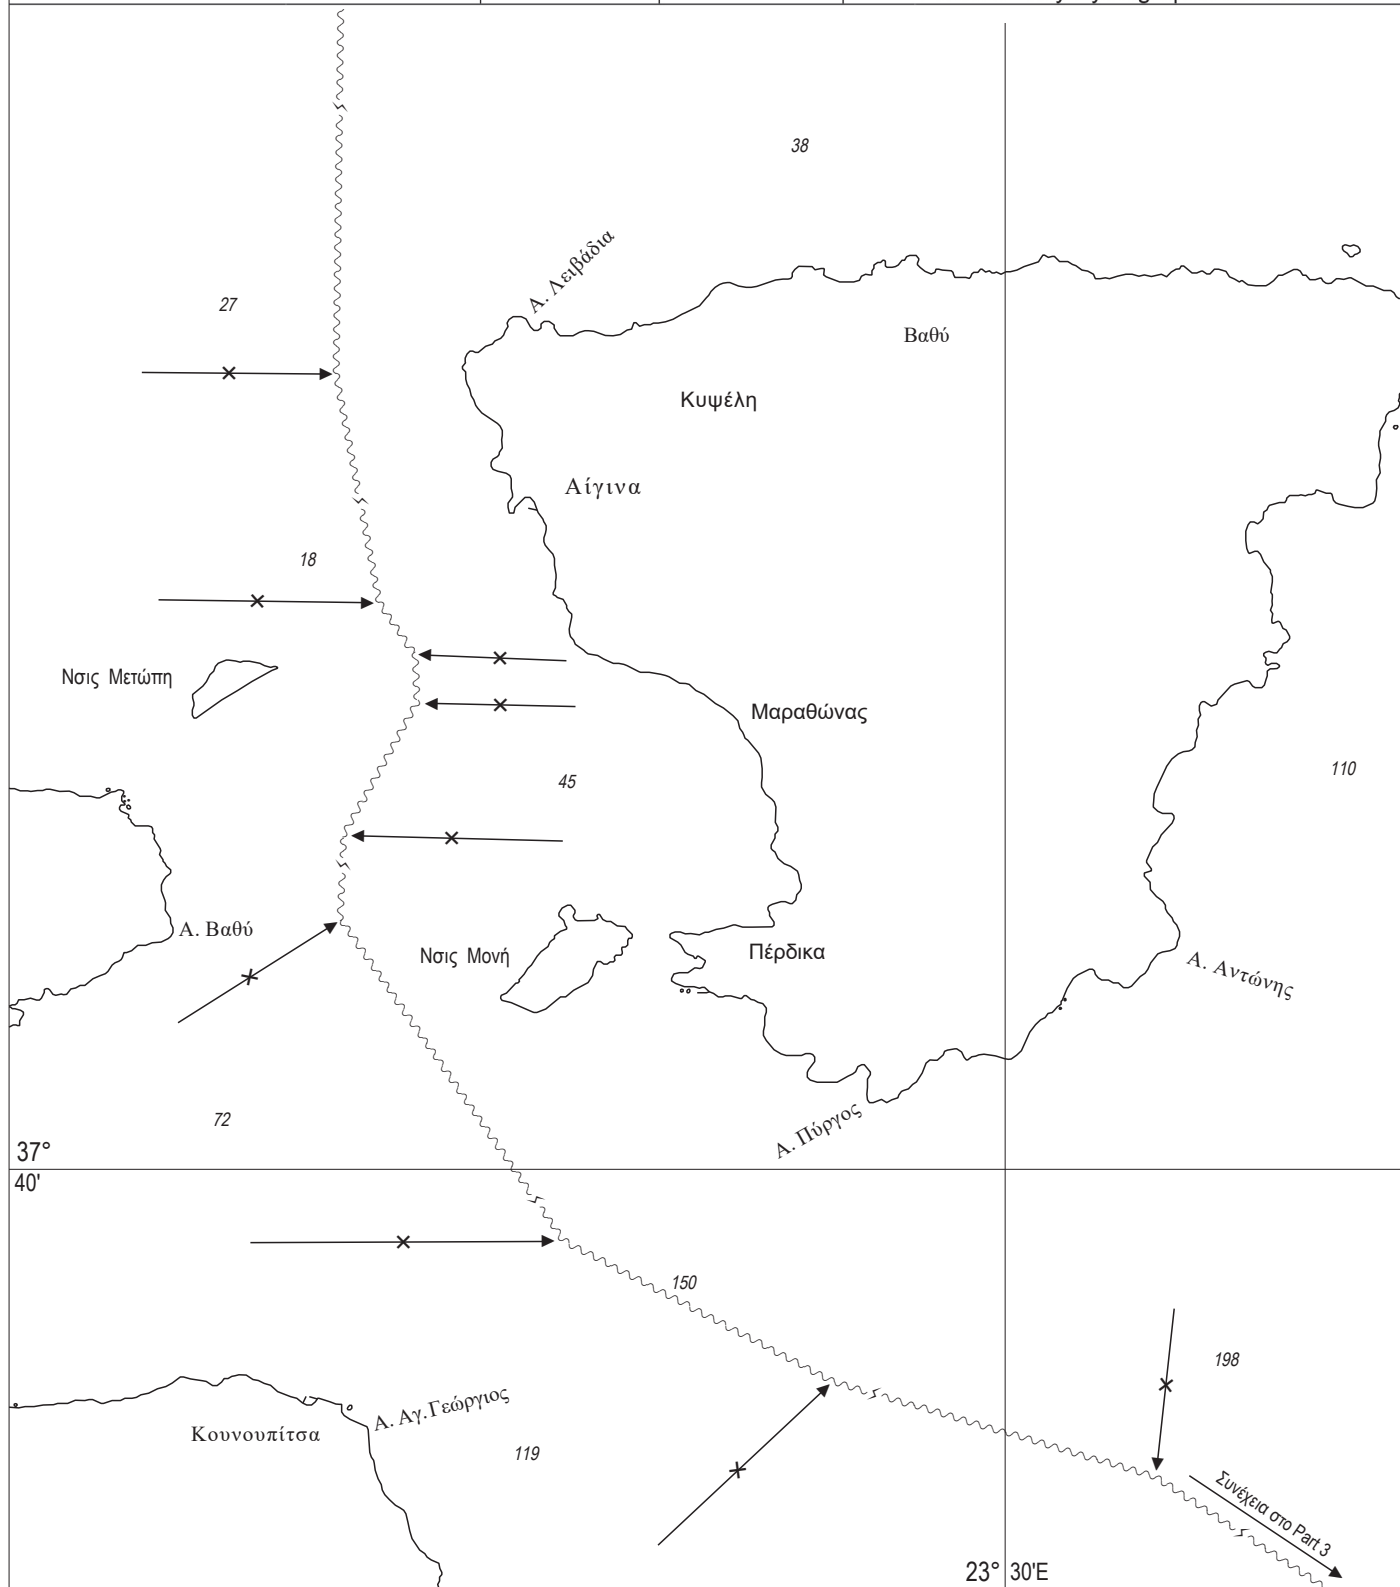 38
Α. Λειβάδια
27
Βαθύ
Κυψέλη
Αίγινα
18
Νσις Μετώπη
Μαραθώνας
45
110
Α. Βαθύ
Νσις Μονή
Πέρδικα
Α. Αντώνης
72
Α. Πύργος
37°
40'
150
198
Α. Αγ.Γεώργιος
Κουνουπίτσα
119
Συνέχεια στο Part 3
23° 30'E